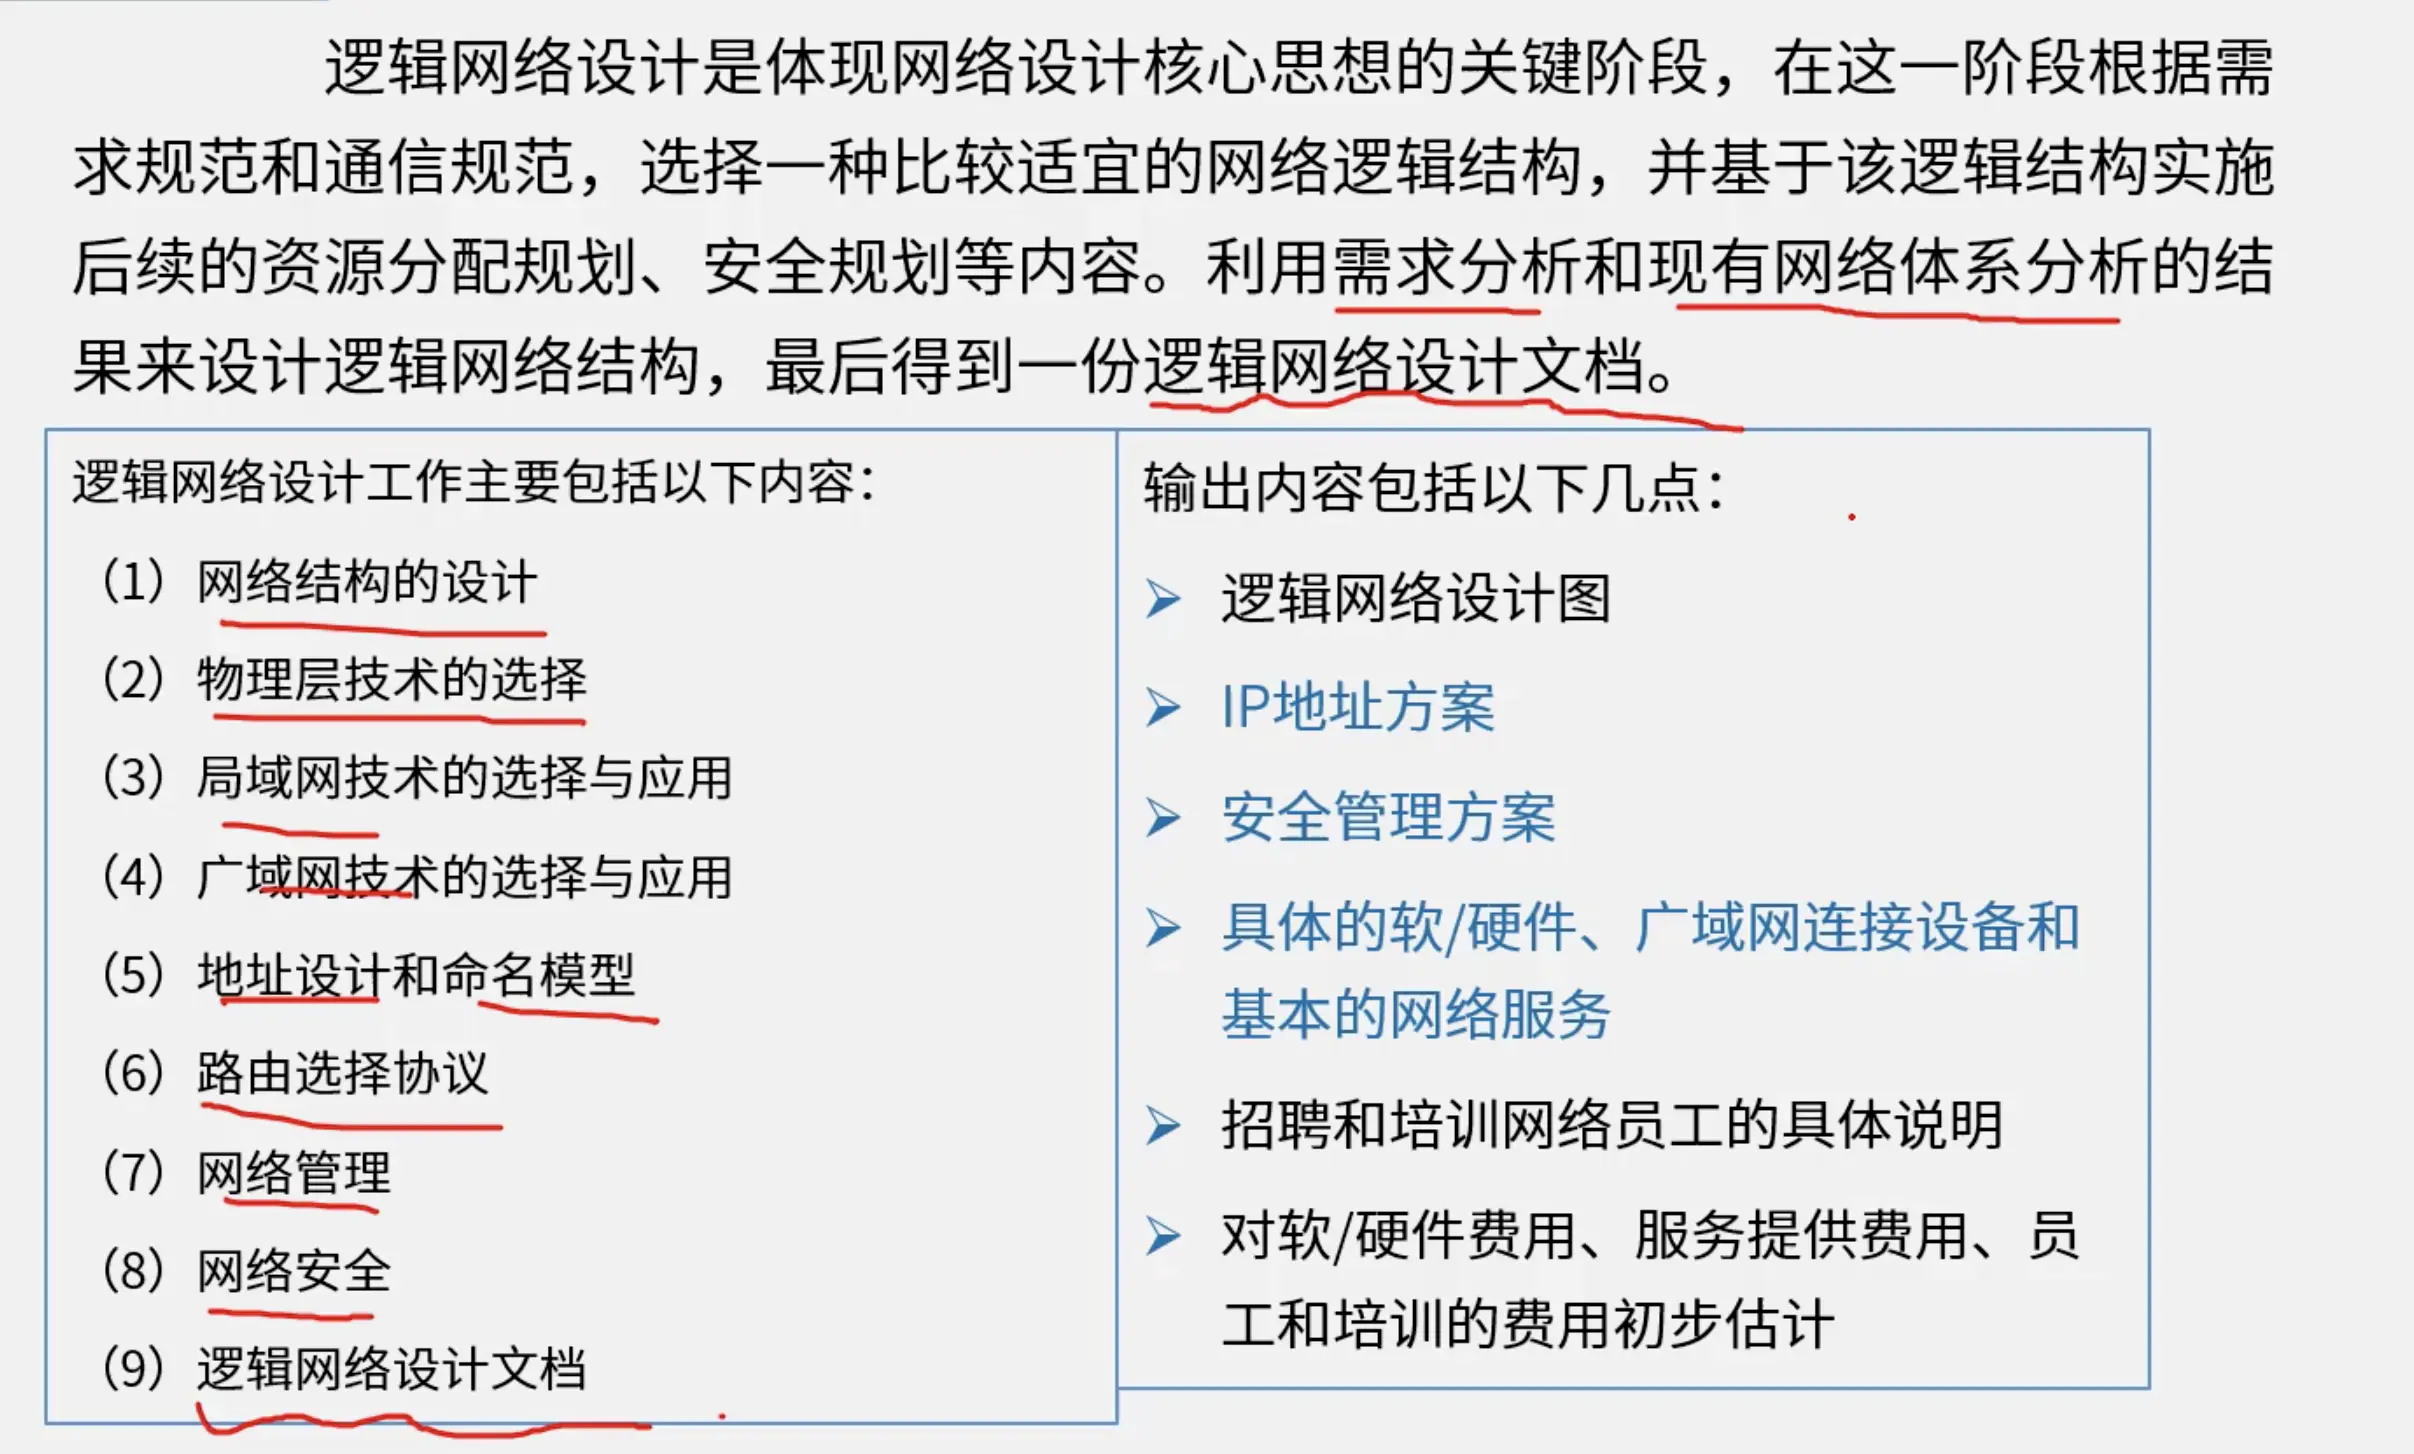 逻辑网络设计是体现网络设计核心思想的关键阶段，在这一阶段根据需
求规范和通信规范，选择一种比较适宜的网络逻辑结构，并基于该逻辑结构实施
后续的资源分配规划、安全规划等内容。利用需求分析和现有网络体系分析的结
果来设计逻辑网络结构，最后得到一份逻辑网络设计文档。
逻辑网络设计工作主要包括以下内容：
（1）网络结构的设计
（2）物理层技术的选择
（3）局域网技术的选择与应用
（4）广域网技术的选择与应用
（5）地址设计和命名模型
（6）路由选择协议
（7）网络管理
（8）网络安全
（9）逻辑网络设计文档
输出内容包括以下几点：
➢ 逻辑网络设计图
➢ IP地址方案
➢ 安全管理方案
➢ 具体的软/硬件、广域网连接设备和
基本的网络服务
➢ 招聘和培训网络员工的具体说明
➢ 对软/硬件费用、服务提供费用、员
工和培训的费用初步估计